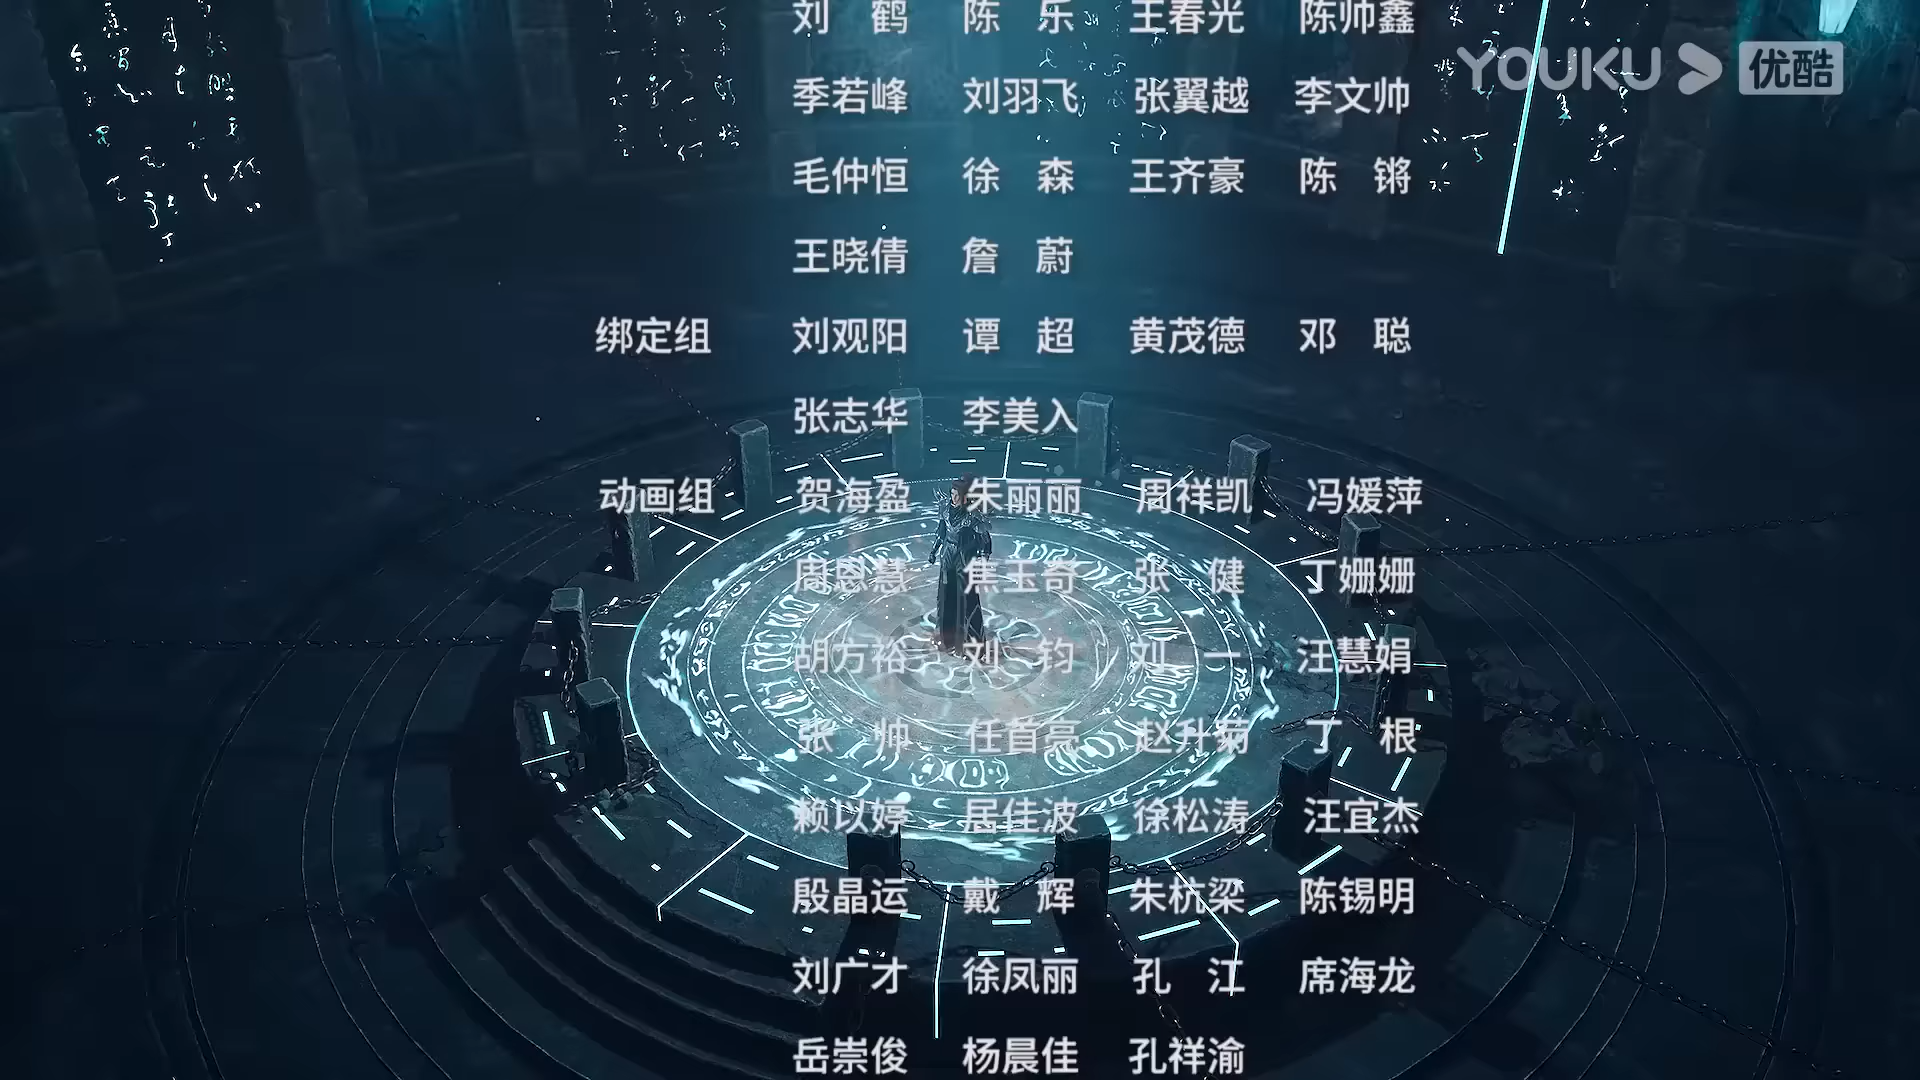 刘　鹤　陈　乐　王春光　陈帅鑫
YOUKU 优酷
季若峰　刘羽飞　张翼越　李文帅
毛仲恒　徐　森　王齐豪　陈　锵
王晓倩　詹　蔚
绑定组　刘观阳　谭　超　黄茂德　邓　聪
张志华　李美入
动画组　贺海盈　朱丽丽　周祥凯　冯媛萍
周恩慧　焦玉奇　张　健　丁姗姗
胡方裕　刘　钧　刘　一　汪慧娟
张　帅　任首亮　赵升菊　丁　根
赖以婷　居佳波　徐松涛　汪宜杰
殷晶运　戴　辉　朱杭梁　陈锡明
刘广才　徐凤丽　孔　江　席海龙
岳崇俊　杨晨佳　孔祥渝